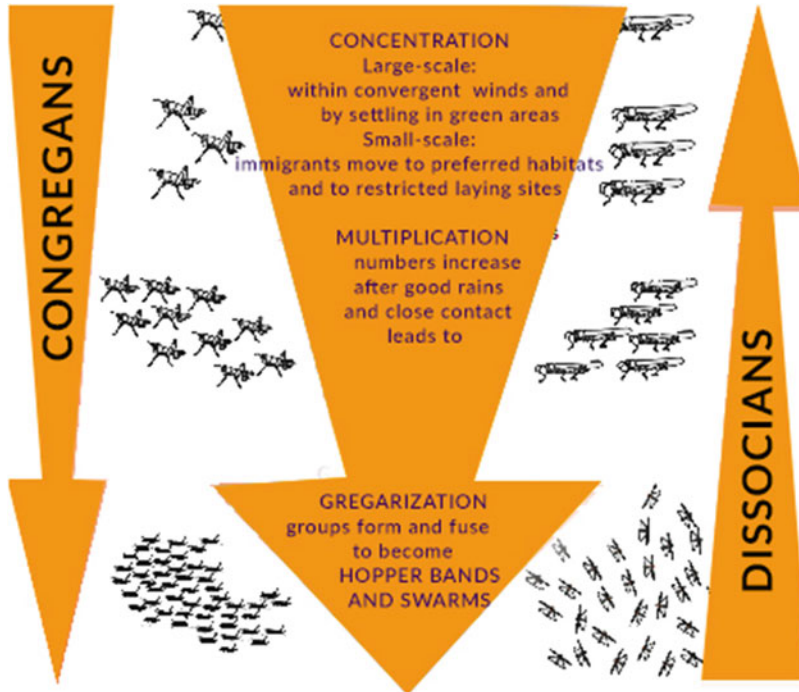 CONGREGANS
CONCENTRATION
Large-scale:
within convergent winds and
by settling in green areas
Small-scale:
immigrants move to preferred habitats
and to restricted laying sites
s
MULTIPLICATION
numbers increase
after good rains
and close contact
leads to
GREGARIZATION
groups form and fuse
to become
HOPPER BANDS
AND SWARMS
DISSOCIANS